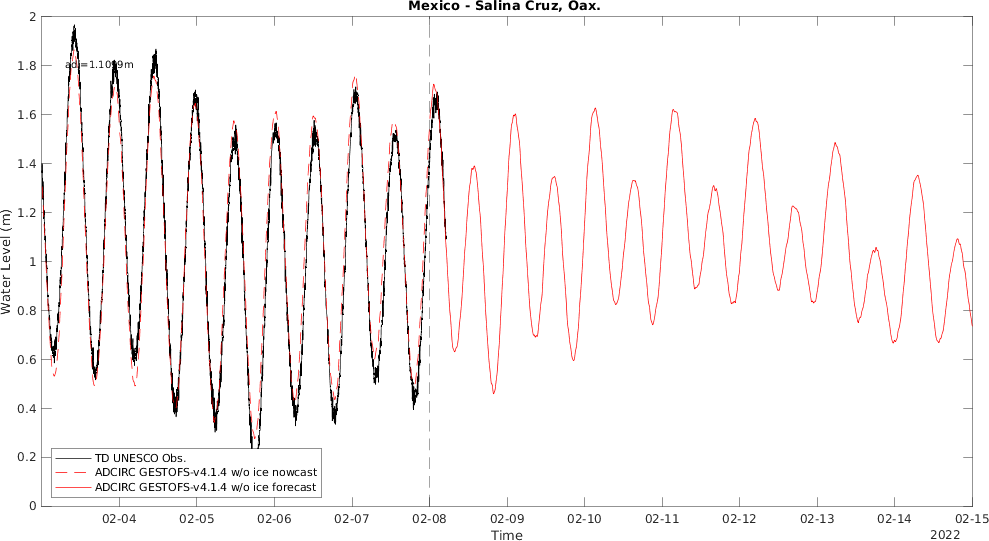 Mexico - Salina Cruz, Oax.
2
1.8
1.6
1.4
1.2
1
0.8
0.6
0.4
0.2
0
Water Level (m)
TD UNESCO Obs.
ADCIRC GESTOFS-v4.1.4 w/o ice nowcast
ADCIRC GESTOFS-v4.1.4 w/o ice forecast
02-04 02-05 02-06 02-07 02-08 02-09 02-10 02-11 02-12 02-13 02-14 02-15
Time
2022